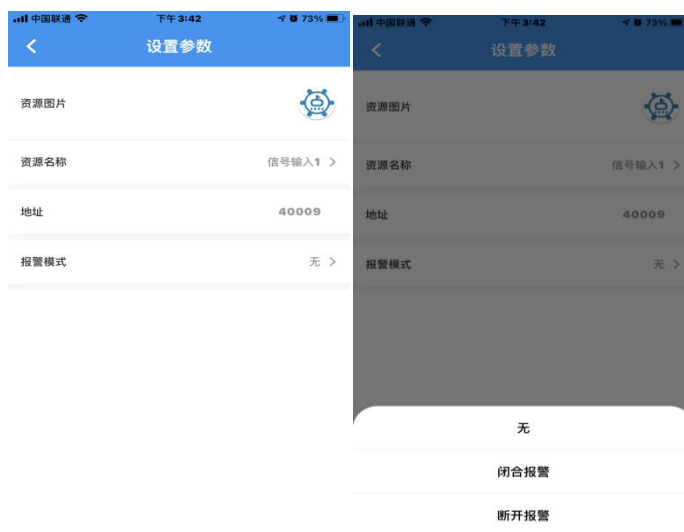 中国联通 下午 3:42 73%
设置参数
资源图片
资源名称 信号输入1
地址 40009
报警模式 无
中国联通 下午 3:42 73%
设置参数
资源图片
资源名称 信号输入1
地址 40009
报警模式 无
无
闭合报警
断开报警